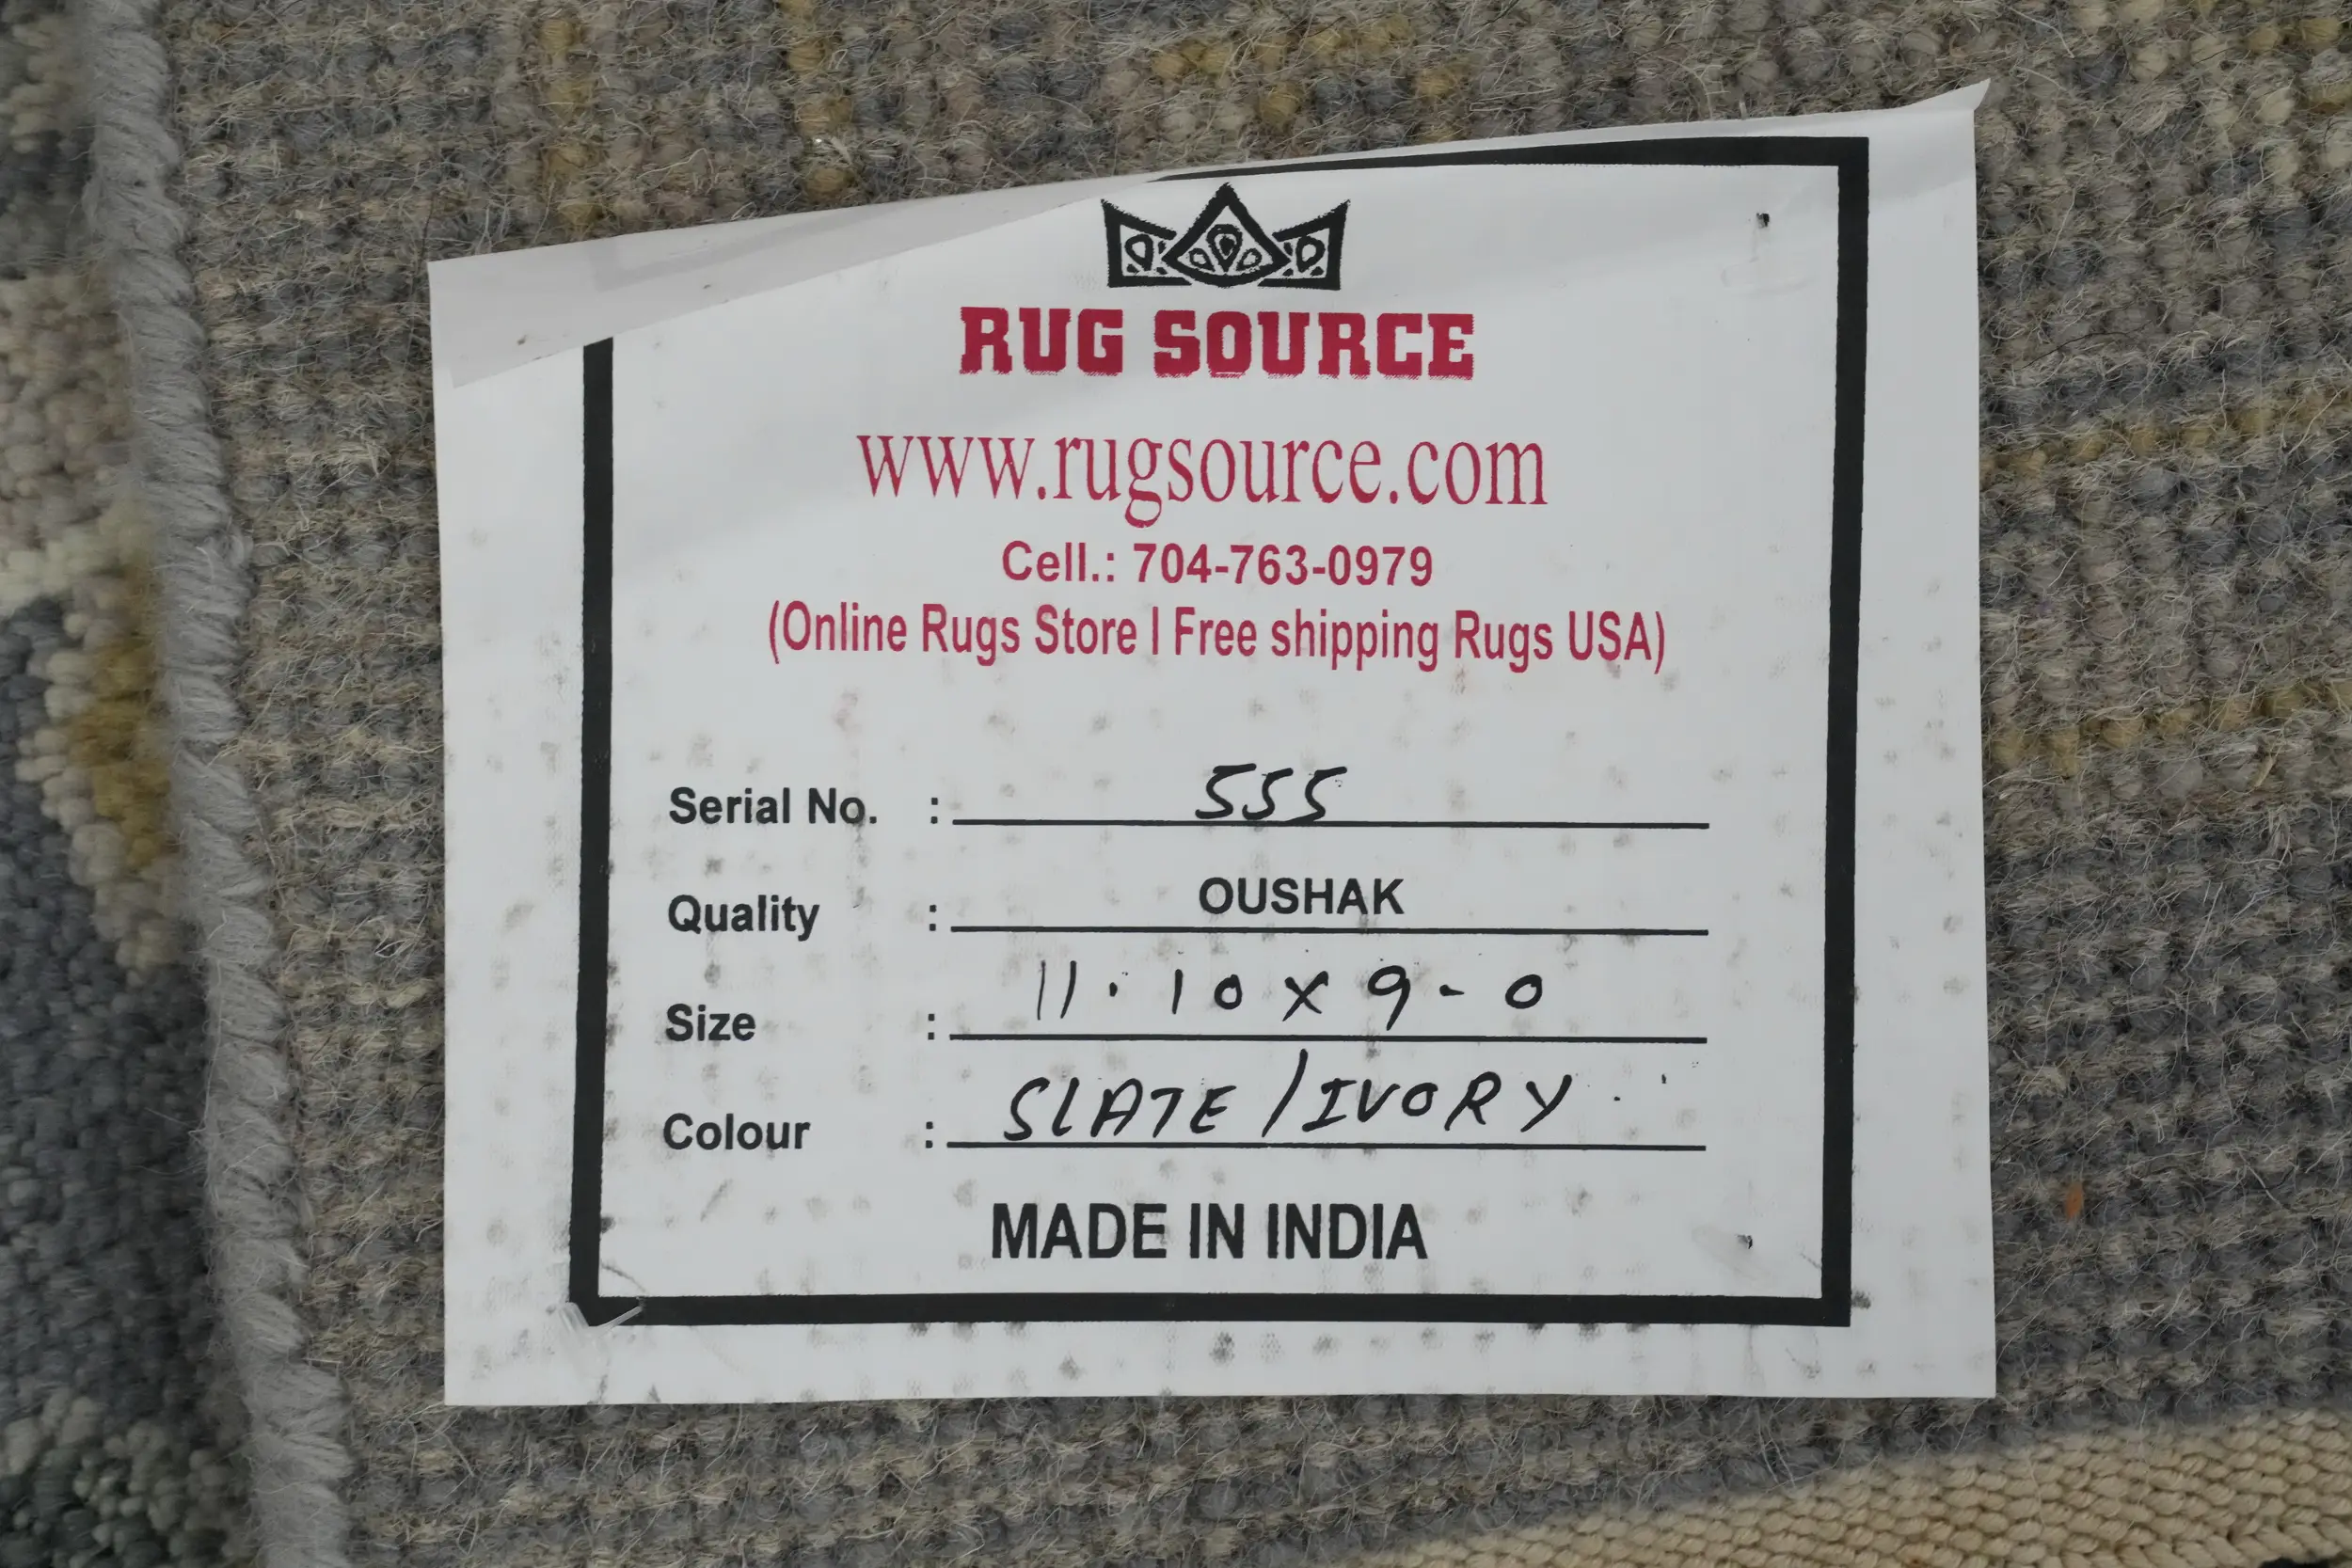 RUG SOURCE
www.rugsource.com
Cell.: 704-763-0979
(Online Rugs Store | Free shipping Rugs USA)
Serial No. : 555
Quality : OUSHAK
Size : 11.10 X 9-0
Colour : SLATE / IVORY
MADE IN INDIA